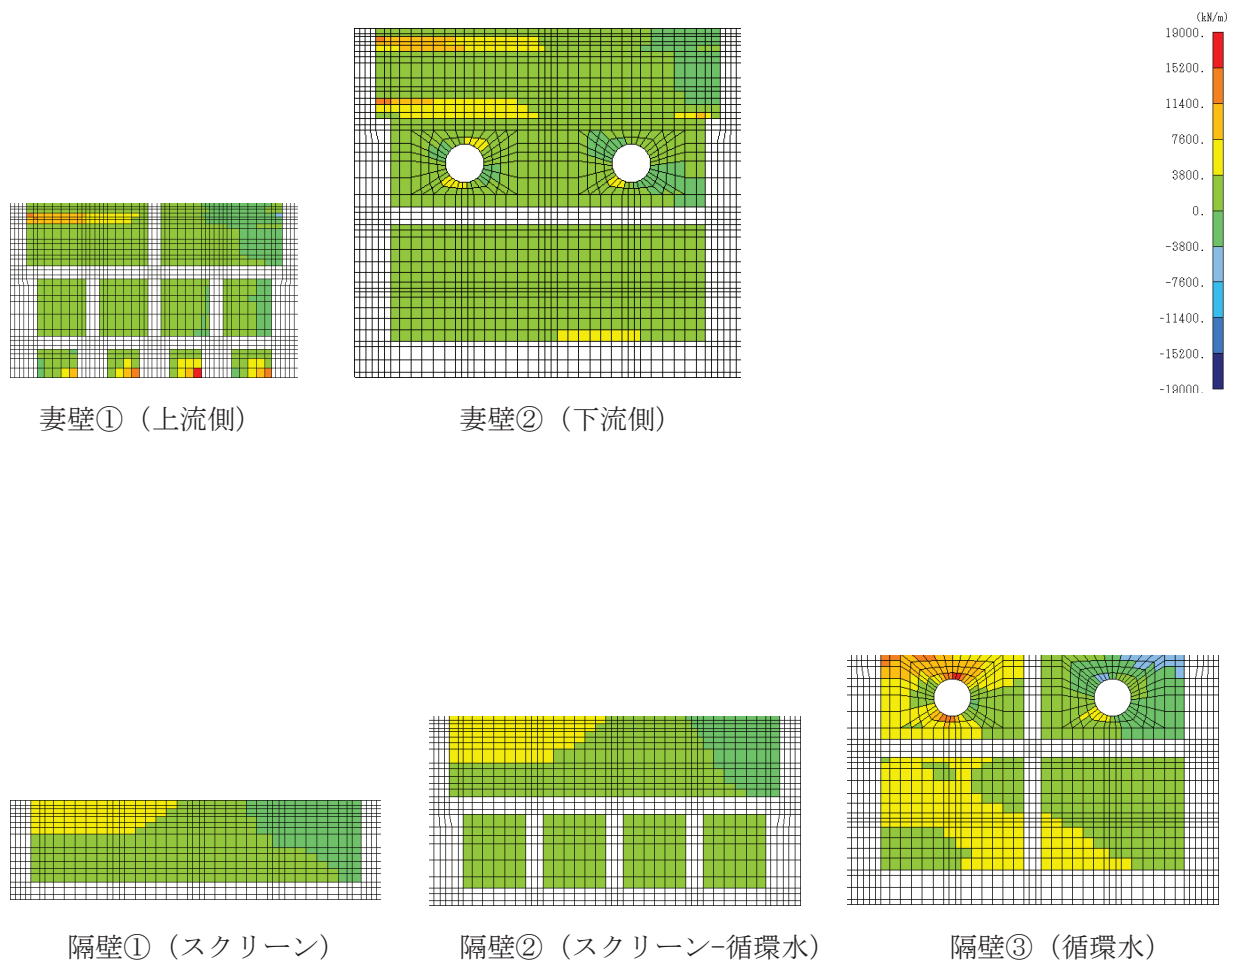 (kN/m)
19000.
15200.
11400.
7600.
3800.
0.
-3800.
-7600.
-11400.
-15200.
-19000.
妻壁①（上流側）
妻壁②（下流側）
隔壁①（スクリーン）
隔壁②（スクリーン-循環水）
隔壁③（循環水）